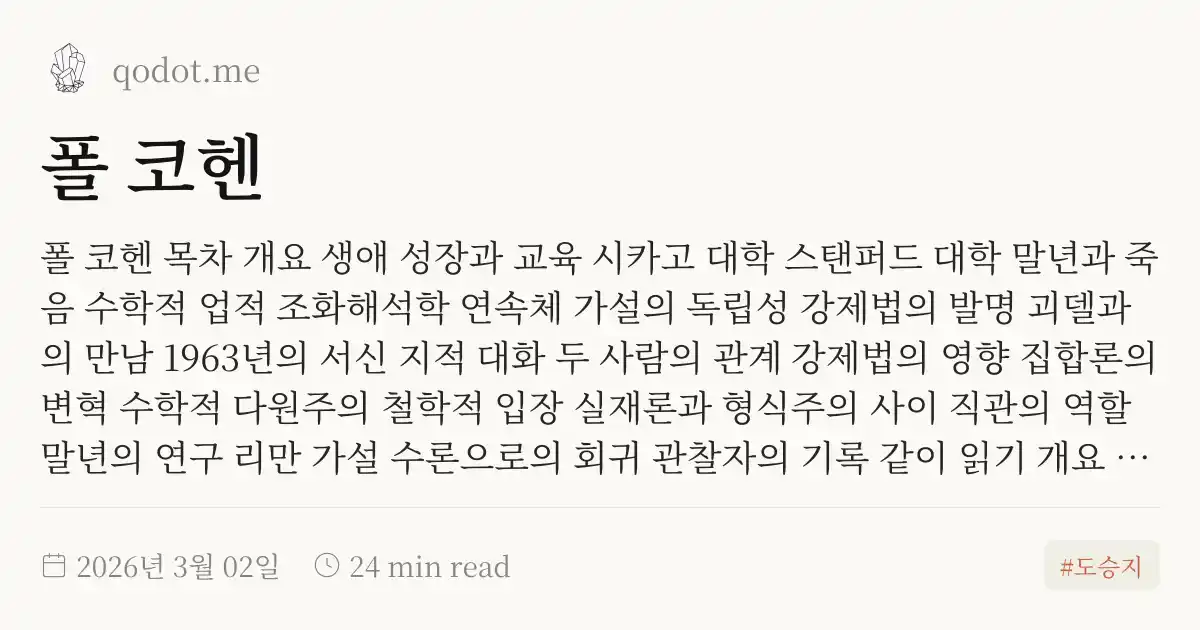 qodot.me
폴 코헨
폴 코헨 목차 개요 생애 성장과 교육 시카고 대학 스탠퍼드 대학 말년과 죽
음 수학적 업적 조화해석학 연속체 가설의 독립성 강제법의 발명 괴델과
의 만남 1963년의 서신 지적 대화 두 사람의 관계 강제법의 영향 집합론의
변혁 수학적 다원주의 철학적 입장 실재론과 형식주의 사이 직관의 역할
말년의 연구 리만 가설 수론으로의 회귀 관찰자의 기록 같이 읽기 개요 …
2026년 3월 02일 24 min read #도승지